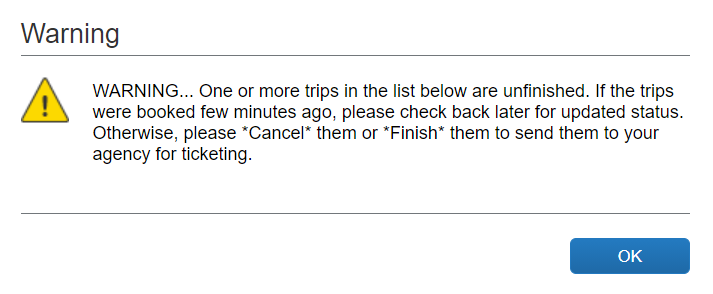 Warning
WARNING... One or more trips in the list below are unfinished. If the trips
were booked few minutes ago, please check back later for updated status.
Otherwise, please *Cancel* them or *Finish* them to send them to your
agency for ticketing.
OK